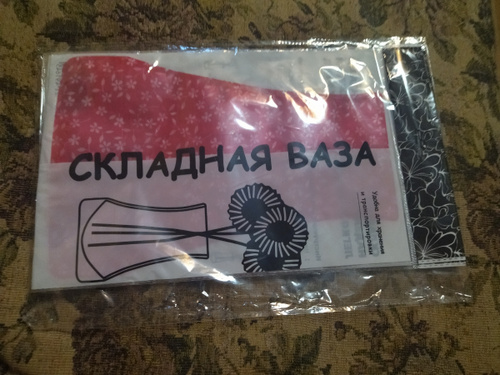 СКЛАДНАЯ ВАЗА
Удобна для хранения
и транспортировки